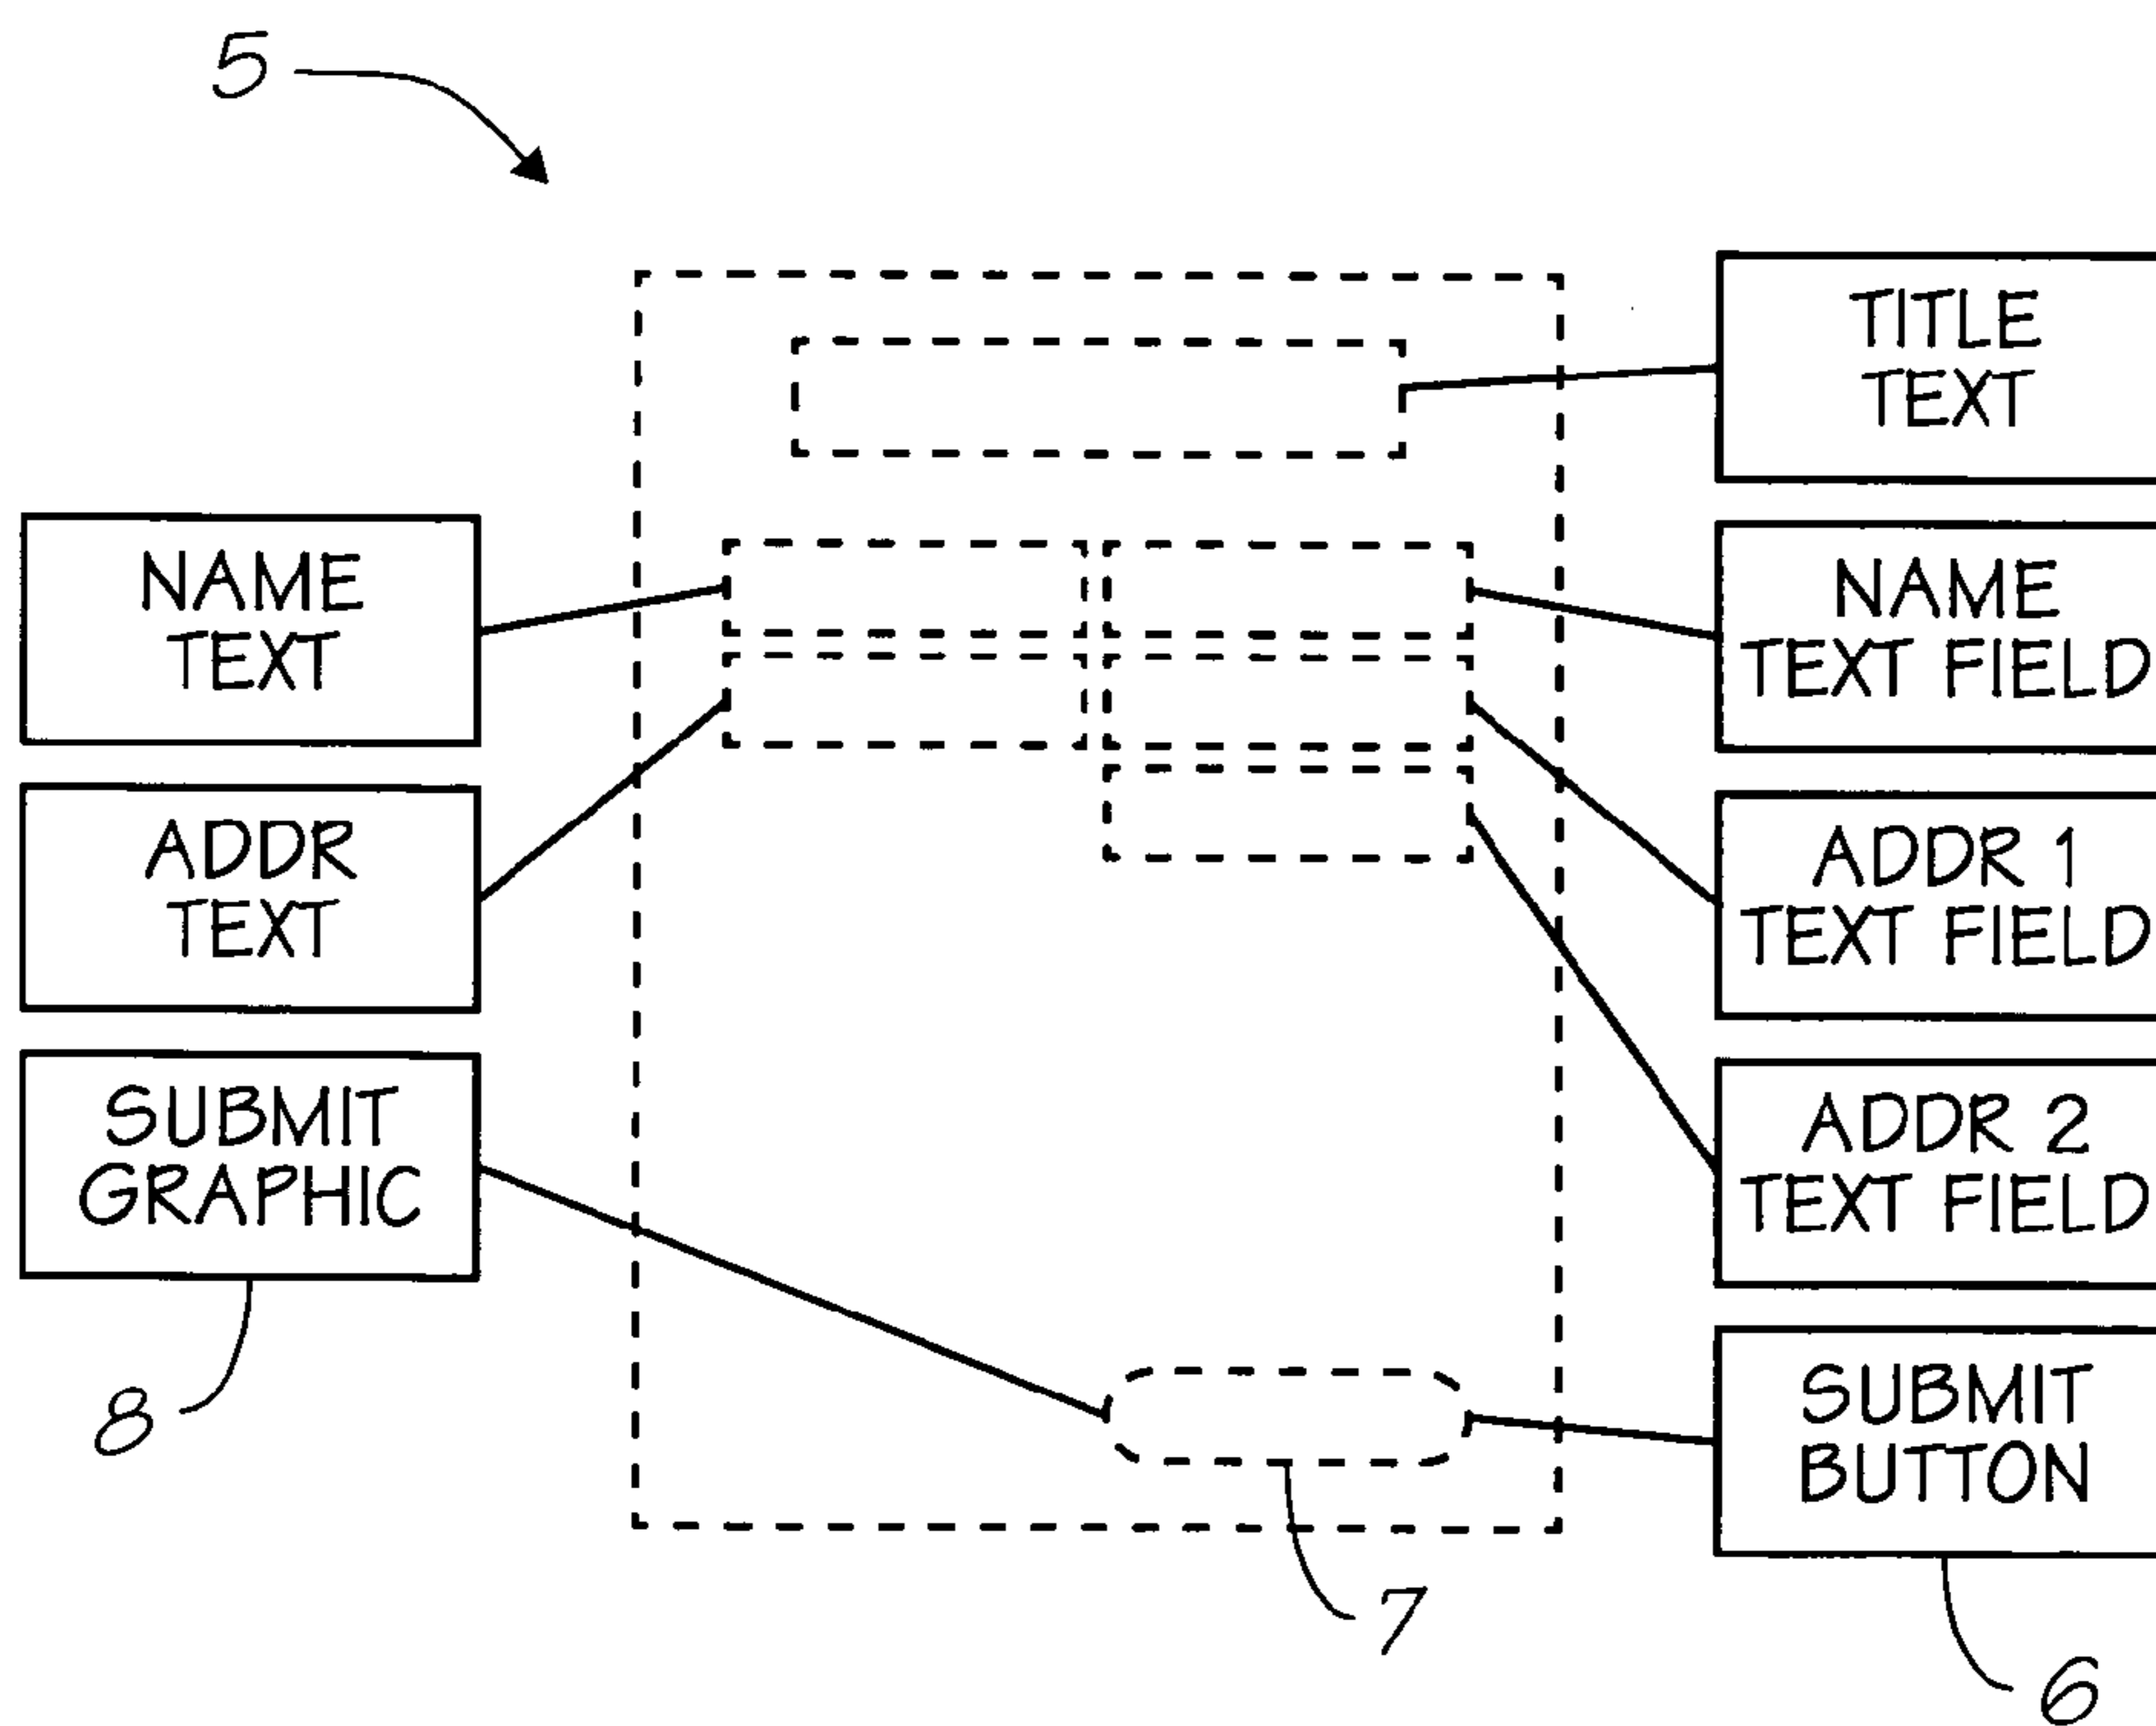 5
TITLE
TEXT
NAME
TEXT
NAME
TEXT FIELD
ADDR
TEXT
ADDR 1
TEXT FIELD
SUBMIT
GRAPHIC
ADDR 2
TEXT FIELD
SUBMIT
BUTTON
8
7
6